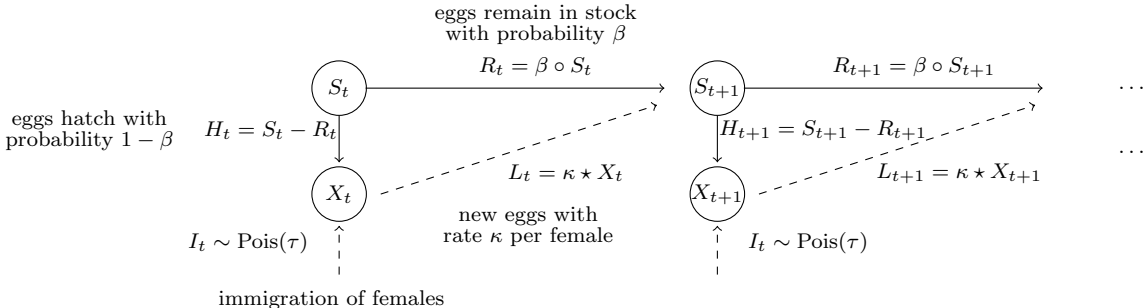 eggs remain in stock
with probability β
R_t = β ∘ S_t
R_{t+1} = β ∘ S_{t+1}
S_t
S_{t+1}
…
eggs hatch with
probability 1 − β
H_t = S_t − R_t
H_{t+1} = S_{t+1} − R_{t+1}
…
L_t = κ ⋆ X_t
L_{t+1} = κ ⋆ X_{t+1}
X_t
X_{t+1}
new eggs with
rate κ per female
I_t ∼ Pois(τ)
I_t ∼ Pois(τ)
immigration of females